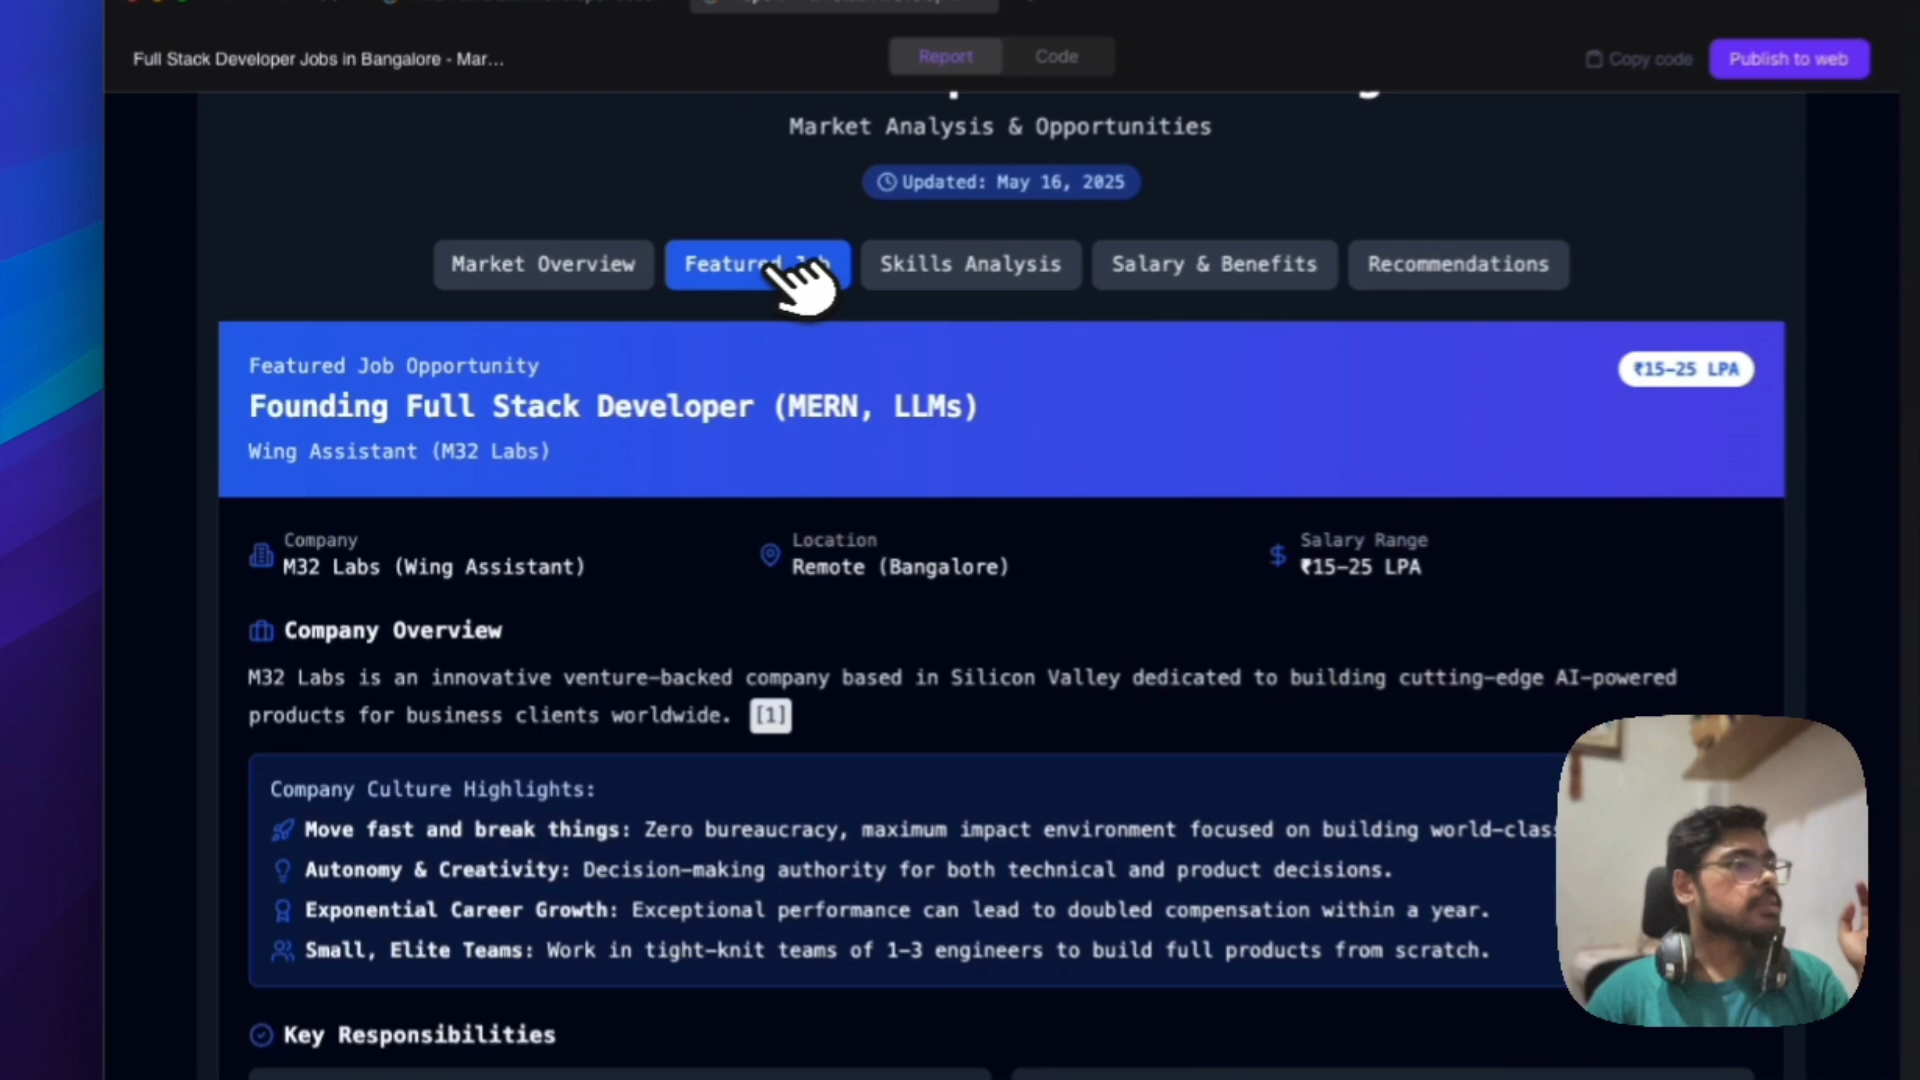 Full Stack Developer Jobs in Bangalore - Mar...
Report
Code
Copy code
Publish to web
Market Analysis & Opportunities
Updated: May 16, 2025
Market Overview
Featured
Skills Analysis
Salary & Benefits
Recommendations
Featured Job Opportunity
₹15–25 LPA
Founding Full Stack Developer (MERN, LLMs)
Wing Assistant (M32 Labs)
Company
M32 Labs (Wing Assistant)
Location
Remote (Bangalore)
Salary Range
₹15–25 LPA
Company Overview
M32 Labs is an innovative venture-backed company based in Silicon Valley dedicated to building cutting-edge AI-powered
products for business clients worldwide. [1]
Company Culture Highlights:
Move fast and break things: Zero bureaucracy, maximum impact environment focused on building world-class
Autonomy & Creativity: Decision-making authority for both technical and product decisions.
Exponential Career Growth: Exceptional performance can lead to doubled compensation within a year.
Small, Elite Teams: Work in tight-knit teams of 1–3 engineers to build full products from scratch.
Key Responsibilities